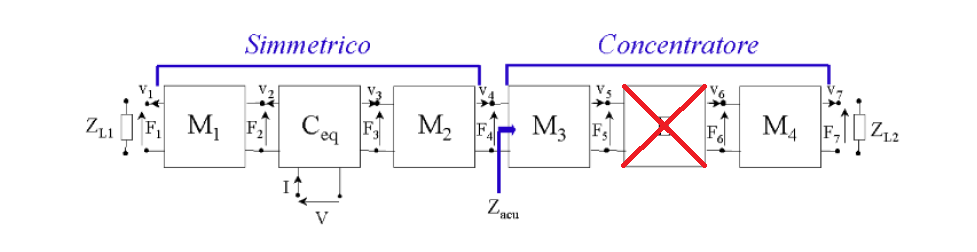 Simmetrico Concentratore
v1 v2 v3 v4 v5 v6 v7
ZL1 F1 M1 F2 Ceq F3 M2 F4 M3 F5 F6 M4 F7 ZL2
I
V
Zacu